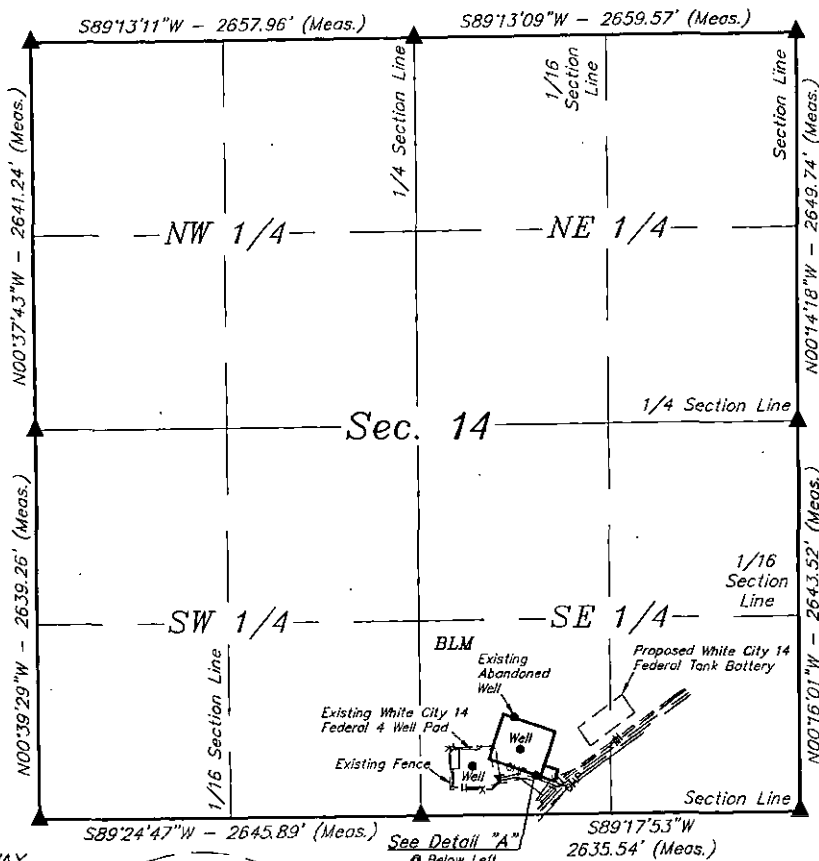 S89°13'11"W - 2657.96' (Meas.)
S89°13'09"W - 2659.57' (Meas.)
N00°37'43"W - 2641.24' (Meas.)
1/4 Section Line
1/16
Section
Line
Section Line
N00°14'18"W - 2649.74' (Meas.)
NW 1/4
NE 1/4
Sec. 14
1/4 Section Line
N00°39'29"W - 2639.26' (Meas.)
1/16
Section
Line
N00°16'01"W - 2643.52' (Meas.)
SW 1/4
SE 1/4
BLM
Existing
Abandoned
Well
Proposed White City 14
Federal Tank Battery
1/16 Section Line
Existing White City 14
Federal 4 Well Pad
Well
Existing Fence
Well
Section Line
S89°24'47"W - 2645.89' (Meas.)
See Detail "A"
@ Below Left
S89°17'53"W
2635.54' (Meas.)